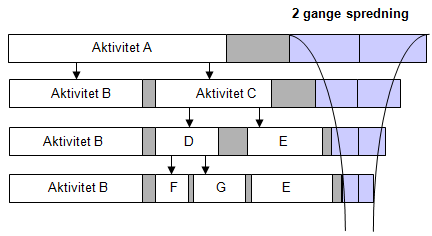 2 gange spredning
Aktivitet A
Aktivitet B Aktivitet C
Aktivitet B D E
Aktivitet B F G E